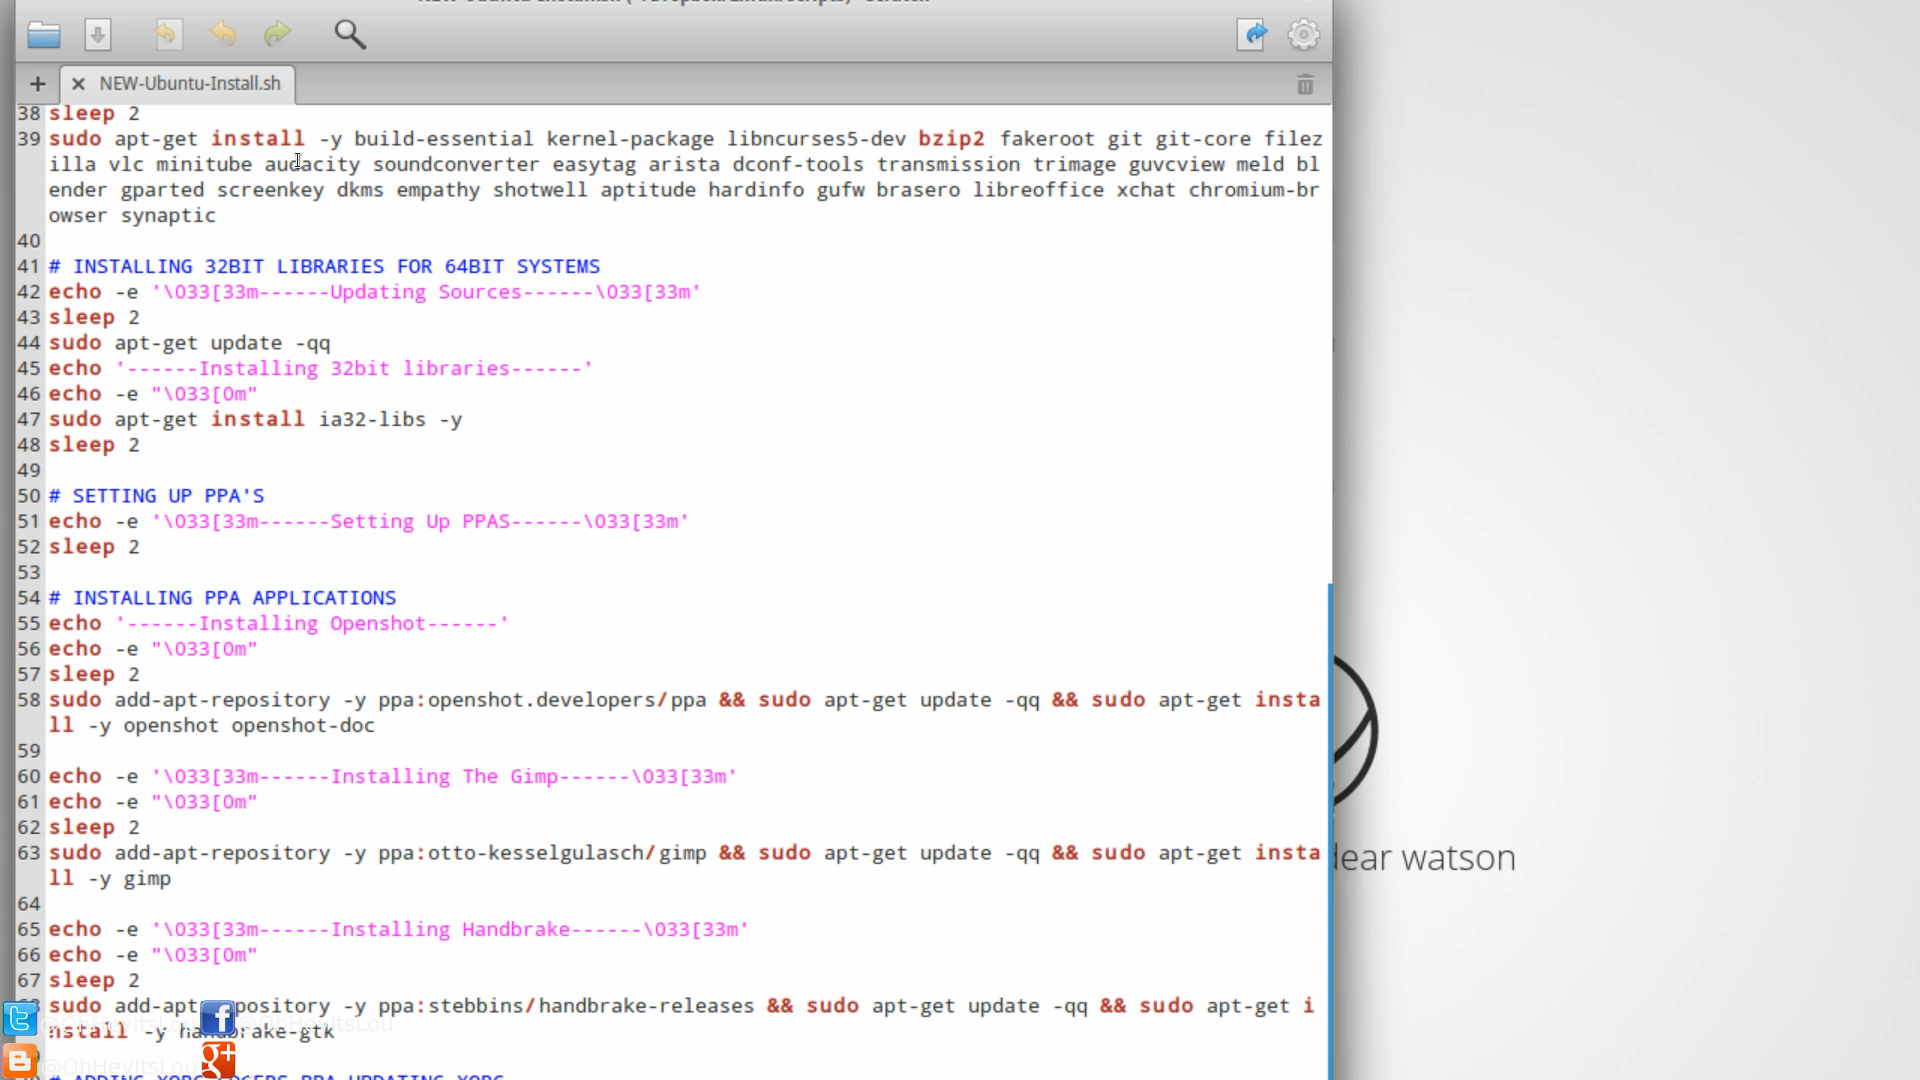 NEW-Ubuntu-Install.sh
38 sleep 2
39 sudo apt-get install -y build-essential kernel-package libncurses5-dev bzip2 fakeroot git git-core filez
illa vlc minitube audacity soundconverter easytag arista dconf-tools transmission trimage guvcview meld bl
ender gparted screenkey dkms empathy shotwell aptitude hardinfo gufw brasero libreoffice xchat chromium-br
owser synaptic
40
41 # INSTALLING 32BIT LIBRARIES FOR 64BIT SYSTEMS
42 echo -e '\033[33m------Updating Sources------\033[33m'
43 sleep 2
44 sudo apt-get update -qq
45 echo '------Installing 32bit libraries------'
46 echo -e "\033[0m"
47 sudo apt-get install ia32-libs -y
48 sleep 2
49
50 # SETTING UP PPA'S
51 echo -e '\033[33m------Setting Up PPAS------\033[33m'
52 sleep 2
53
54 # INSTALLING PPA APPLICATIONS
55 echo '------Installing Openshot------'
56 echo -e "\033[0m"
57 sleep 2
58 sudo add-apt-repository -y ppa:openshot.developers/ppa && sudo apt-get update -qq && sudo apt-get insta
ll -y openshot openshot-doc
59
60 echo -e '\033[33m------Installing The Gimp------\033[33m'
61 echo -e "\033[0m"
62 sleep 2
63 sudo add-apt-repository -y ppa:otto-kesselgulasch/gimp && sudo apt-get update -qq && sudo apt-get insta
ll -y gimp
64
65 echo -e '\033[33m------Installing Handbrake------\033[33m'
66 echo -e "\033[0m"
67 sleep 2
sudo add-apt-repository -y ppa:stebbins/handbrake-releases && sudo apt-get update -qq && sudo apt-get i
nstall -y handbrake-gtk
@OhHeyItsLou
@OhHeyItsLou
@OhHeyItsLou
dear watson